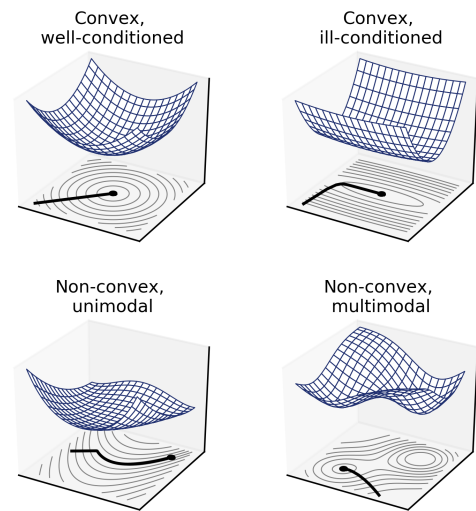 Convex,
well-conditioned
Convex,
ill-conditioned
Non-convex,
unimodal
Non-convex,
multimodal